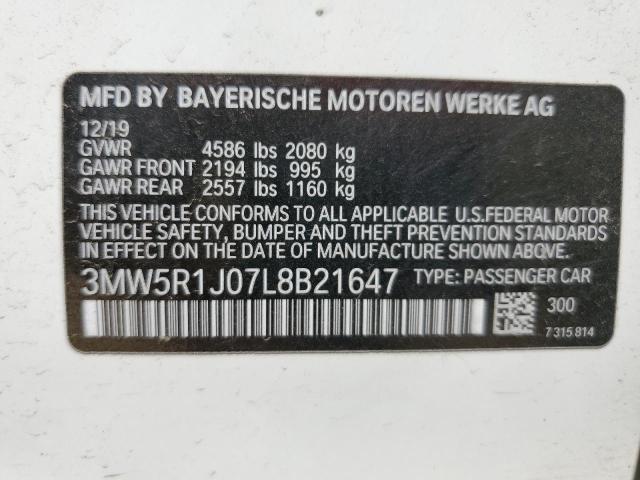 MFD BY BAYERISCHE MOTOREN WERKE AG
12/19
GVWR 4586 lbs 2080 kg
GAWR FRONT 2194 lbs 995 kg
GAWR REAR 2557 lbs 1160 kg
THIS VEHICLE CONFORMS TO ALL APPLICABLE U.S.FEDERAL MOTOR
VEHICLE SAFETY, BUMPER AND THEFT PREVENTION STANDARDS
IN EFFECT ON THE DATE OF MANUFACTURE SHOWN ABOVE
3MW5R1J07L8B21647 TYPE: PASSENGER CAR
300
7 315 814